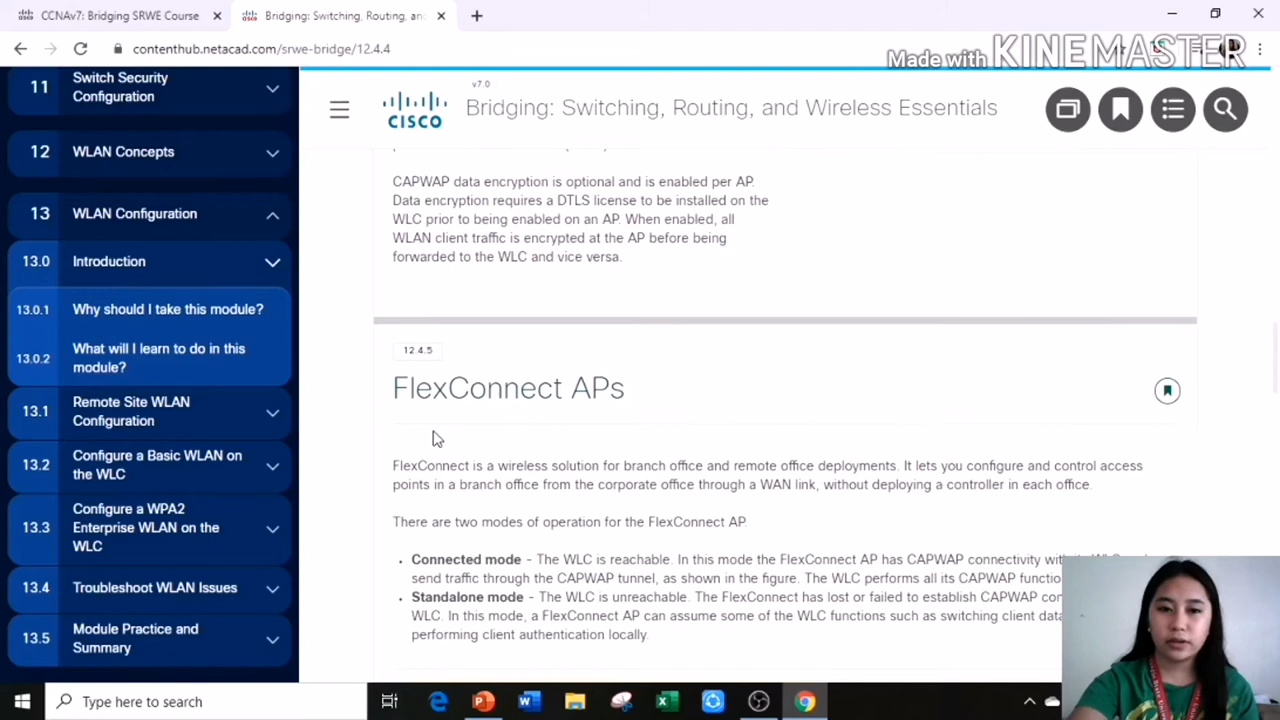 CCNAv7: Bridging SRWE Course
Bridging: Switching, Routing, and
contenthub.netacad.com/srwe-bridge/12.4.4
Made with KINEMASTER
11 Switch Security Configuration
12 WLAN Concepts
13 WLAN Configuration
13.0 Introduction
13.0.1 Why should I take this module?
13.0.2 What will I learn to do in this module?
13.1 Remote Site WLAN Configuration
13.2 Configure a Basic WLAN on the WLC
13.3 Configure a WPA2 Enterprise WLAN on the WLC
13.4 Troubleshoot WLAN Issues
13.5 Module Practice and Summary
v7.0
CISCO
Bridging: Switching, Routing, and Wireless Essentials
CAPWAP data encryption is optional and is enabled per AP.
Data encryption requires a DTLS license to be installed on the
WLC prior to being enabled on an AP. When enabled, all
WLAN client traffic is encrypted at the AP before being
forwarded to the WLC and vice versa.
12.4.5
FlexConnect APs
FlexConnect is a wireless solution for branch office and remote office deployments. It lets you configure and control access
points in a branch office from the corporate office through a WAN link, without deploying a controller in each office.
There are two modes of operation for the FlexConnect AP.
• Connected mode - The WLC is reachable. In this mode the FlexConnect AP has CAPWAP connectivity with
send traffic through the CAPWAP tunnel, as shown in the figure. The WLC performs all its CAPWAP
• Standalone mode - The WLC is unreachable. The FlexConnect has lost or failed to establish CAPWAP
WLC. In this mode, a FlexConnect AP can assume some of the WLC functions such as switching client data
performing client authentication locally.
Type here to search